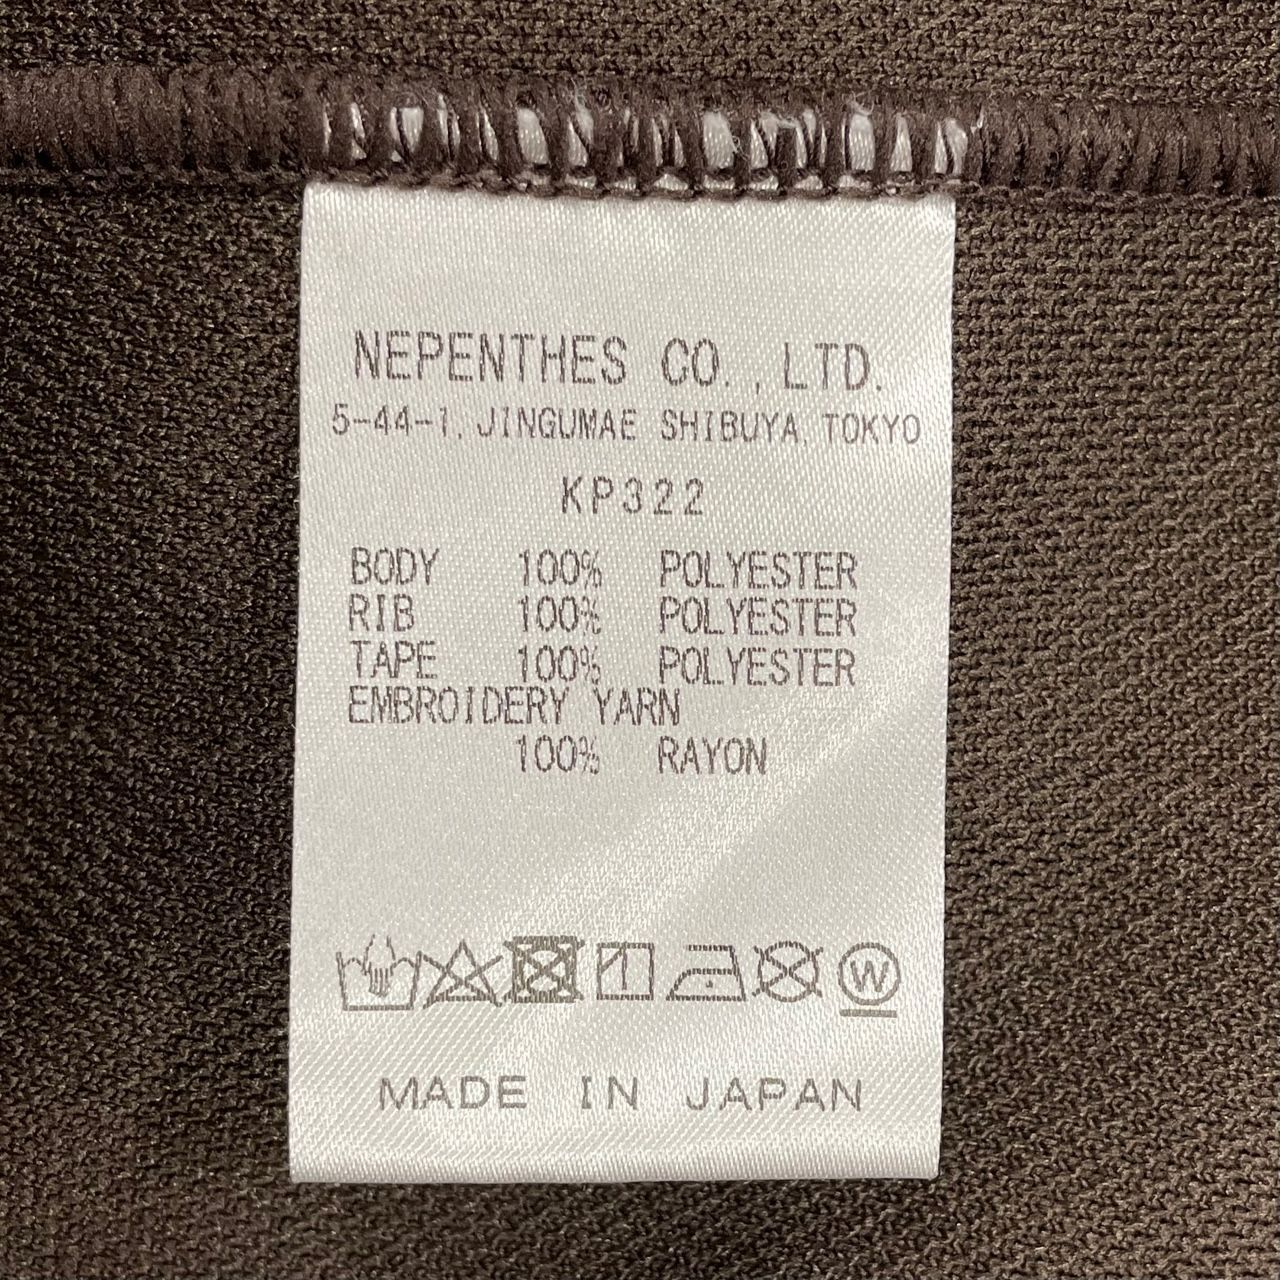 NEPENTHES CO., LTD.
5-44-1, JINGUMAE SHIBUYA, TOKYO
KP322
BODY 100% POLYESTER
RIB 100% POLYESTER
TAPE 100% POLYESTER
EMBROIDERY YARN
100% RAYON
W
MADE IN JAPAN